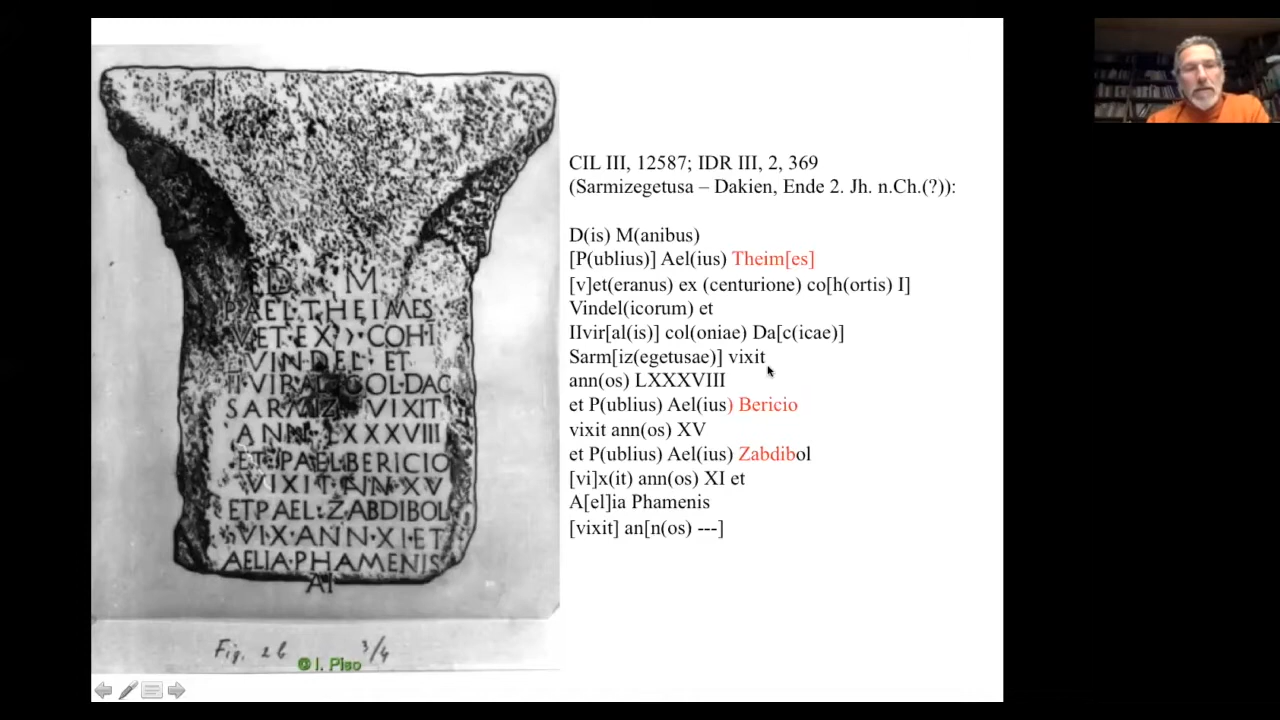 D M
P·AEL·THEIMES
VET·EX·Ɔ·COH·I
VINDEL·ET
II·VIRAL·COL·DAC
SARMIZ VIXIT
ANN·LXXXVIII
ET·P·AEL·BERICIO
VIXIT·ANN·XV
ET P AEL·ZABDIBOL
VIX·ANN·XI·ET
AELIA·PHAMENIS
AI
Fig. 2b 3/4
@ I. Piso
CIL III, 12587; IDR III, 2, 369
(Sarmizegetusa – Dakien, Ende 2. Jh. n.Ch.(?)):
D(is) M(anibus)
[P(ublius)] Ael(ius) Theim[es]
[v]et(eranus) ex (centurione) co[h(ortis) I]
Vindel(icorum) et
IIvir[al(is)] col(oniae) Da[c(icae)]
Sarm[iz(egetusae)] vixit
ann(os) LXXXVIII
et P(ublius) Ael(ius) Bericio
vixit ann(os) XV
et P(ublius) Ael(ius) Zabdibol
[vi]x(it) ann(os) XI et
A[el]ia Phamenis
[vixit] an[n(os) ---]